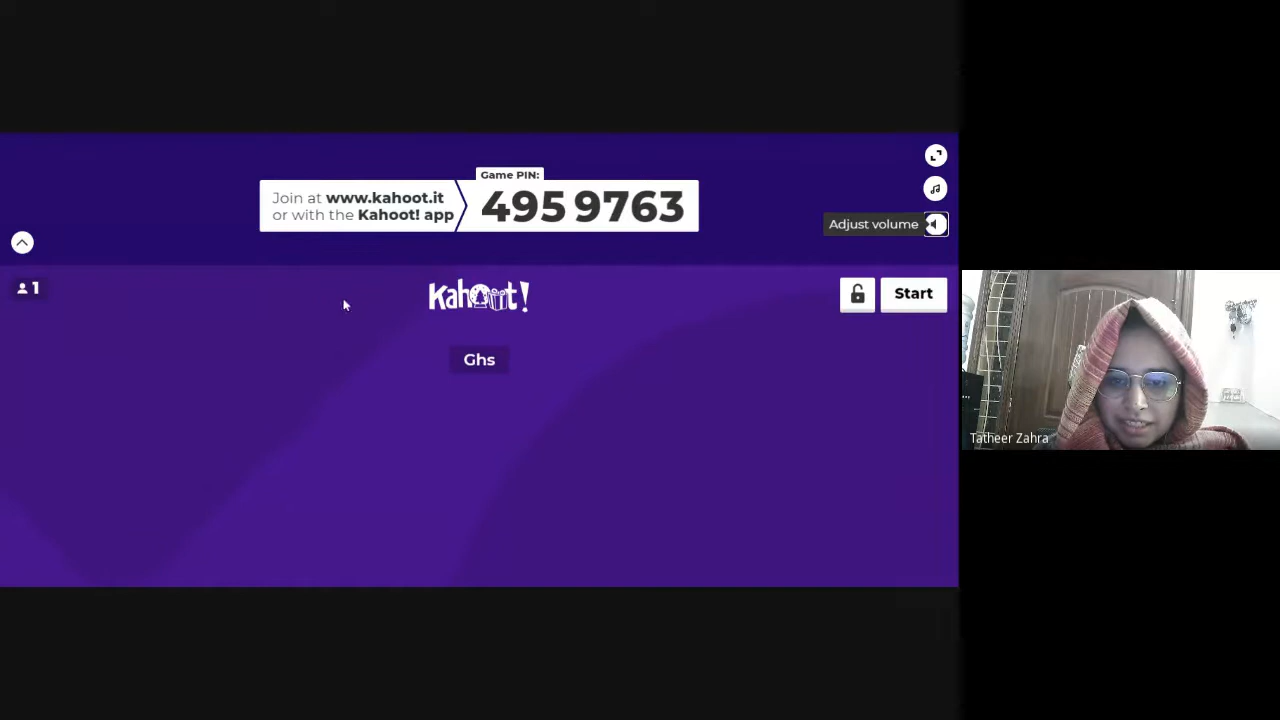 Game PIN:
Join at www.kahoot.it
or with the Kahoot! app
495 9763
Adjust volume
1
Kahoot!
Start
Ghs
Tatheer Zahra